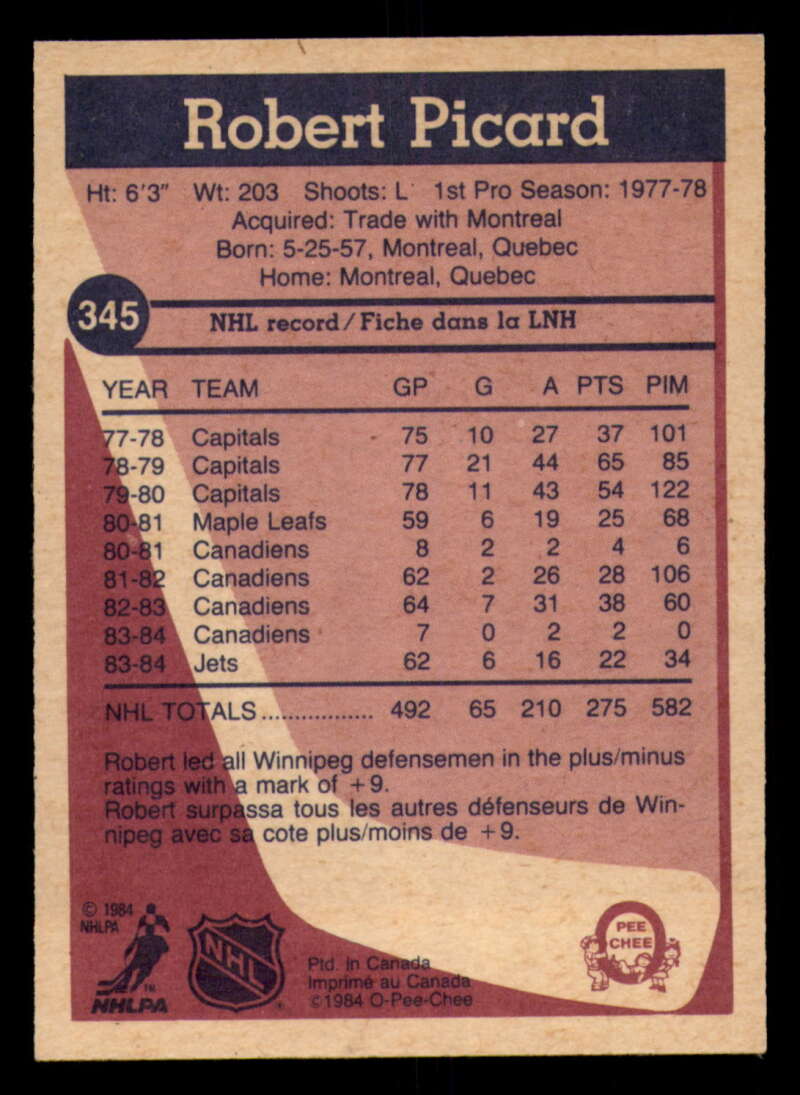 Robert Picard
Ht: 6'3" Wt: 203 Shoots: L 1st Pro Season: 1977-78
Acquired: Trade with Montreal
Born: 5-25-57, Montreal, Quebec
Home: Montreal, Quebec
345
NHL record/Fiche dans la LNH
YEAR TEAM GP G A PTS PIM
77-78 Capitals 75 10 27 37 101
78-79 Capitals 77 21 44 65 85
79-80 Capitals 78 11 43 54 122
80-81 Maple Leafs 59 6 19 25 68
80-81 Canadiens 8 2 2 4 6
81-82 Canadiens 62 2 26 28 106
82-83 Canadiens 64 7 31 38 60
83-84 Canadiens 7 0 2 2 0
83-84 Jets 62 6 16 22 34
NHL TOTALS................. 492 65 210 275 582
Robert led all Winnipeg defensemen in the plus/minus
ratings with a mark of +9.
Robert surpassa tous les autres défenseurs de Win-
nipeg avec sa cote plus/moins de +9.
© 1984
NHLPA
TM
NHLPA
NHL
®
Ptd. in Canada
Imprimé au Canada
©1984 O-Pee-Chee
O
PEE
CHEE